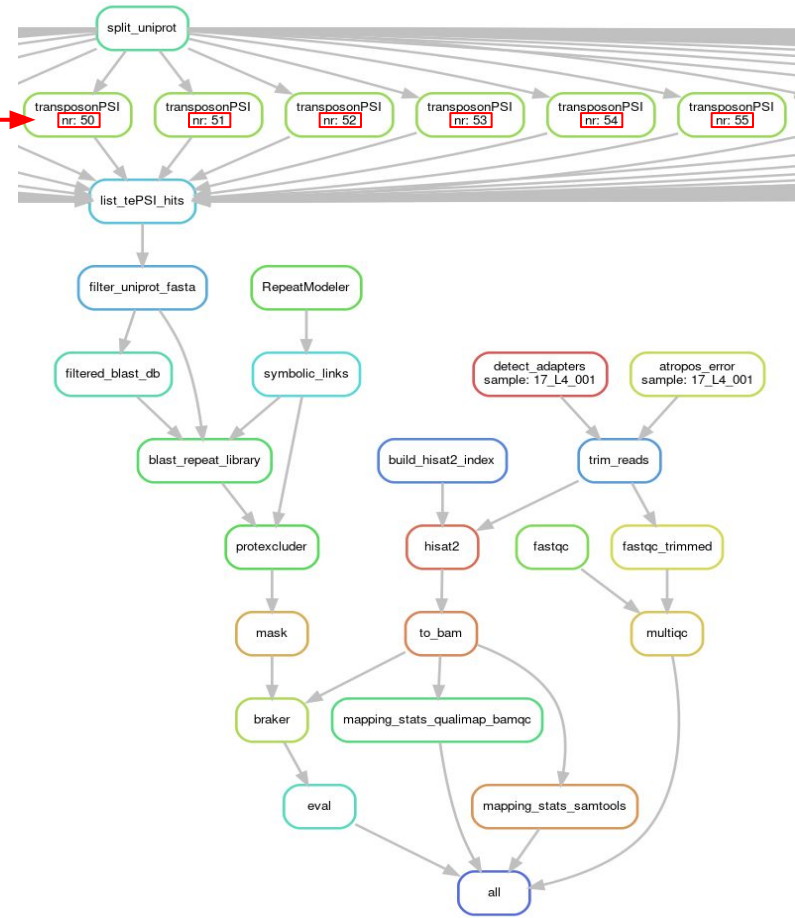 split_uniprot
transposonPSI
nr: 50
transposonPSI
nr: 51
transposonPSI
nr: 52
transposonPSI
nr: 53
transposonPSI
nr: 54
transposonPSI
nr: 55
list_tePSI_hits
filter_uniprot_fasta
RepeatModeler
filtered_blast_db
symbolic_links
detect_adapters
sample: 17_L4_001
atropos_error
sample: 17_L4_001
blast_repeat_library
build_hisat2_index
trim_reads
protexcluder
hisat2
fastqc
fastqc_trimmed
mask
to_bam
multiqc
braker
mapping_stats_qualimap_bamqc
eval
mapping_stats_samtools
all